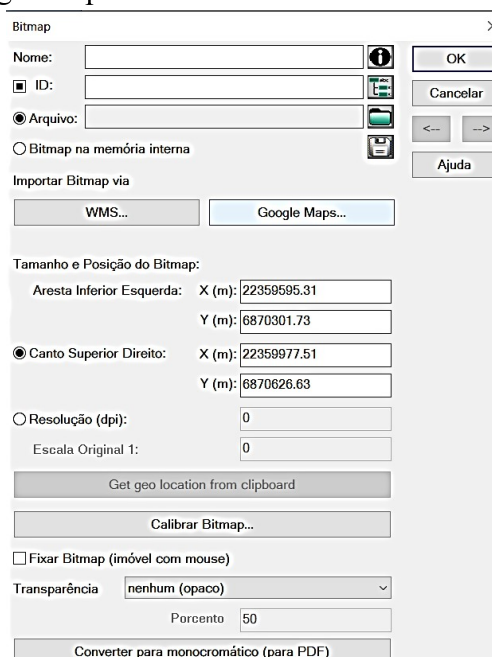 Bitmap
Nome: OK
ID: Cancelar
Arquivo: <-- -->
Bitmap na memória interna
Ajuda
Importar Bitmap via
WMS... Google Maps...
Tamanho e Posição do Bitmap:
Aresta Inferior Esquerda: X (m): 22359595.31
Y (m): 6870301.73
Canto Superior Direito: X (m): 22359977.51
Y (m): 6870626.63
Resolução (dpi): 0
Escala Original 1: 0
Get geo location from clipboard
Calibrar Bitmap...
Fixar Bitmap (imóvel com mouse)
Transparência nenhum (opaco)
Porcento 50
Converter para monocromático (para PDF)